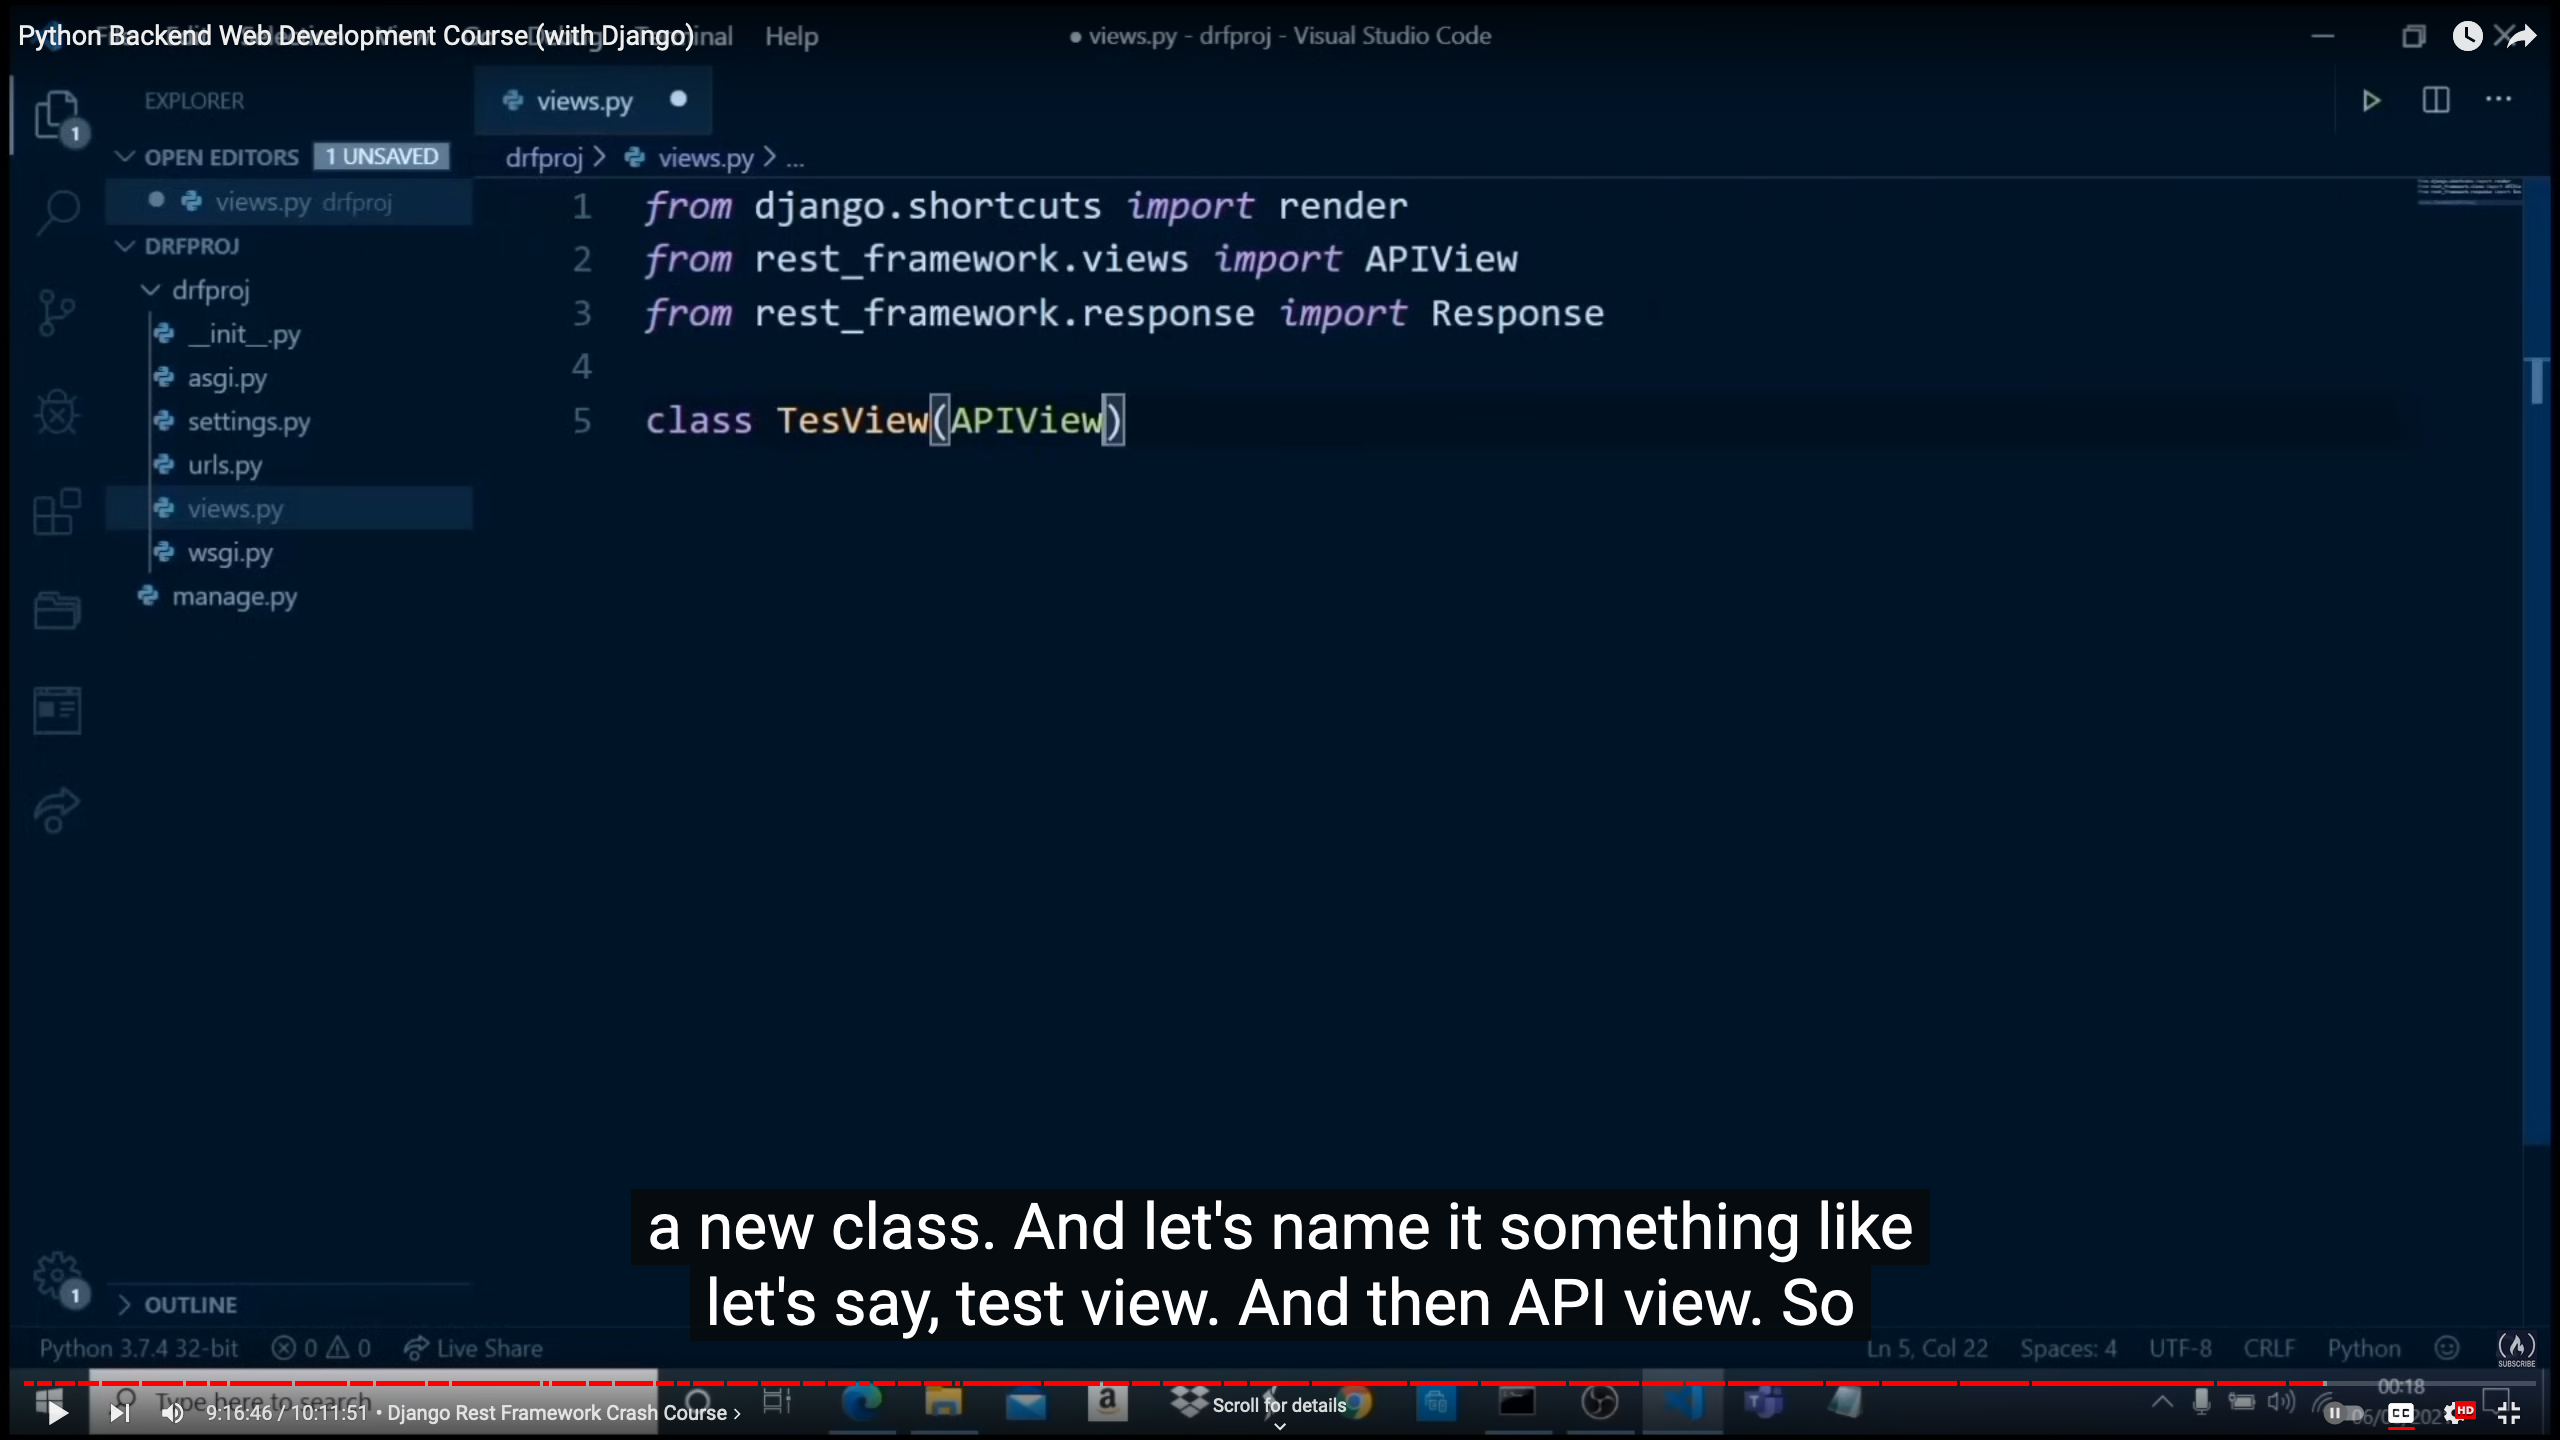 Python Backend Web Development Course (with Django)
Help
● views.py - drfproj - Visual Studio Code
EXPLORER
views.py
1
OPEN EDITORS 1 UNSAVED
drfproj > views.py > ...
views.py drfproj
1 from django.shortcuts import render
DRFPROJ
2 from rest_framework.views import APIView
drfproj
3 from rest_framework.response import Response
__init__.py
4
asgi.py
5 class TesView(APIView)
settings.py
urls.py
views.py
wsgi.py
manage.py
a new class. And let's name it something like
let's say, test view. And then API view. So
1
OUTLINE
Python 3.7.4 32-bit 0 0 Live Share
Ln 5, Col 22 Spaces: 4 UTF-8 CRLF Python
SUBSCRIBE
Type here to search
00:18
9:16:46 / 10:11:51 • Django Rest Framework Crash Course ›
Scroll for details
CC
HD